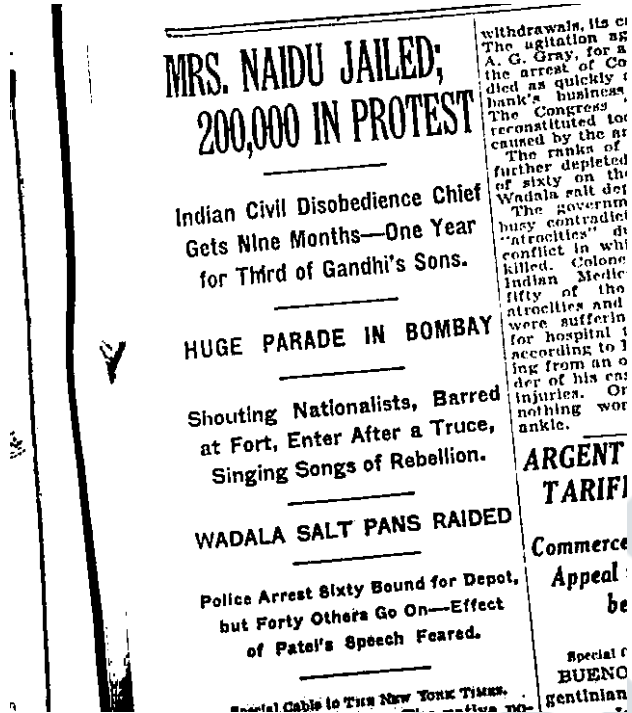 MRS. NAIDU JAILED;
200,000 IN PROTEST
Indian Civil Disobedience Chief
Gets Nine Months—One Year
for Third of Gandhi's Sons.
HUGE PARADE IN BOMBAY
Shouting Nationalists, Barred
at Fort, Enter After a Truce,
Singing Songs of Rebellion.
WADALA SALT PANS RAIDED
Police Arrest Sixty Bound for Depot,
but Forty Others Go On—Effect
of Patel's Speech Feared.
Special Cable to THE NEW YORK TIMES.
native no-
withdrawals, its
The agitation
A. G. Gray, for a
the arrest of
died as quickly
bank's business
The Congress
reconstituted
caused by the
The ranks of
further depleted
of sixty on the
Wadala salt
The
busy
"atrocities"
conflict in
killed.
Indian
fifty of
atrocities and
were
for hospital
according to
ing from an
der of his
injuries.
nothing
ankle.
ARGENT
TARIF
Commerce
Appeal
be
Special
BUENO
gentinian